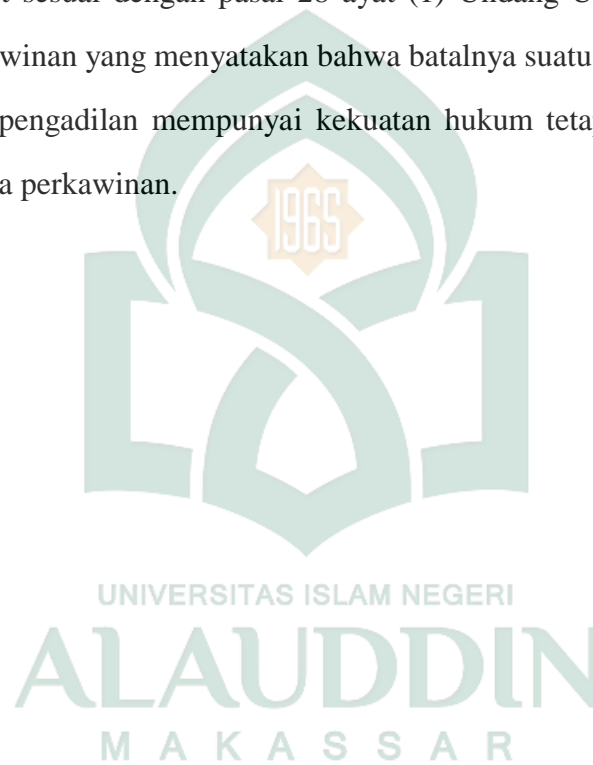 sesuai dengan pasal 28 ayat (1) Undang
winan yang menyatakan bahwa batalnya suatu
pengadilan mempunyai kekuatan hukum
a perkawinan.
1965
UNIVERSITAS ISLAM NEGERI
ALAUDDIN
MAKASSAR